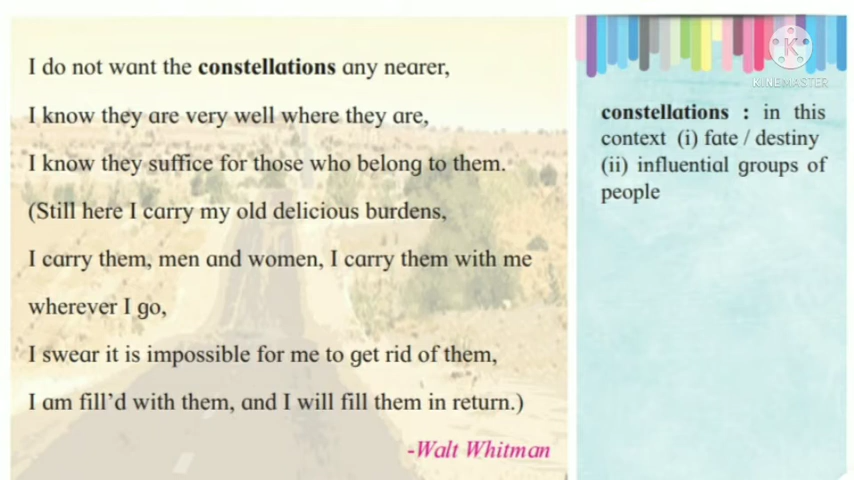 I do not want the constellations any nearer,
I know they are very well where they are,
I know they suffice for those who belong to them.
(Still here I carry my old delicious burdens,
I carry them, men and women, I carry them with me
wherever I go,
I swear it is impossible for me to get rid of them,
I am fill'd with them, and I will fill them in return.)
-Walt Whitman
K
KINEMASTER
constellations : in this
context (i) fate / destiny
(ii) influential groups of
people